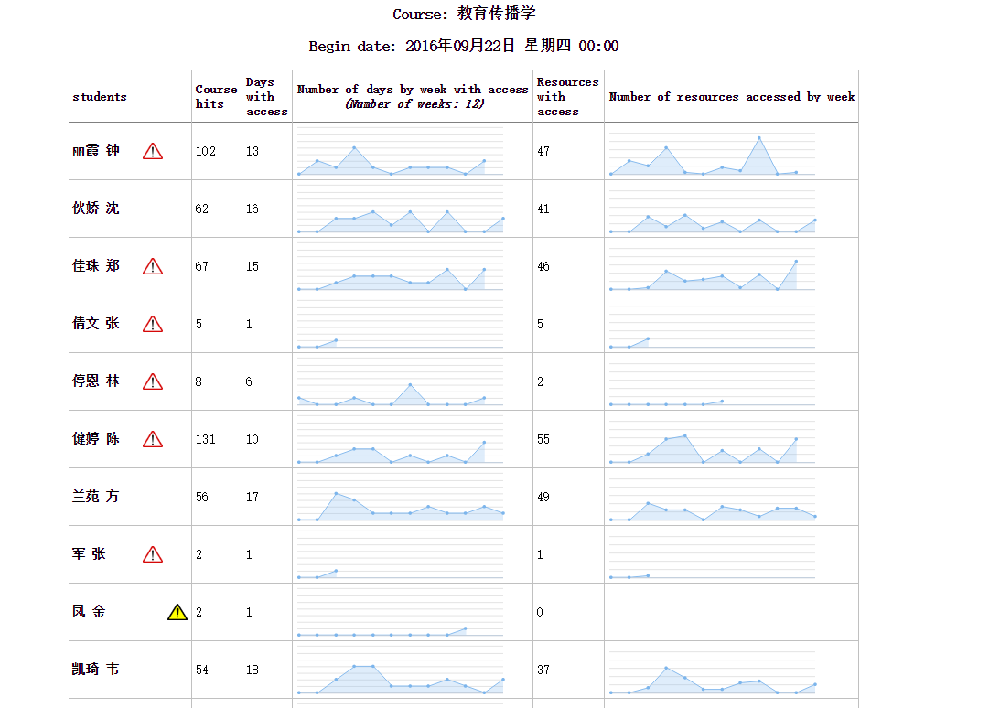 Course: 教育传播学
Begin date: 2016年09月22日 星期四 00:00
students
Course hits
Days with access
Number of days by week with access
(Number of weeks: 12)
Resources with access
Number of resources accessed by week
丽霞 钟 102 13 47
伙娇 沈 62 16 41
佳珠 郑 67 15 46
倩文 张 5 1 5
停恩 林 8 6 2
健婷 陈 131 10 55
兰苑 方 56 17 49
军 张 2 1 1
凤 金 2 1 0
凯琦 韦 54 18 37